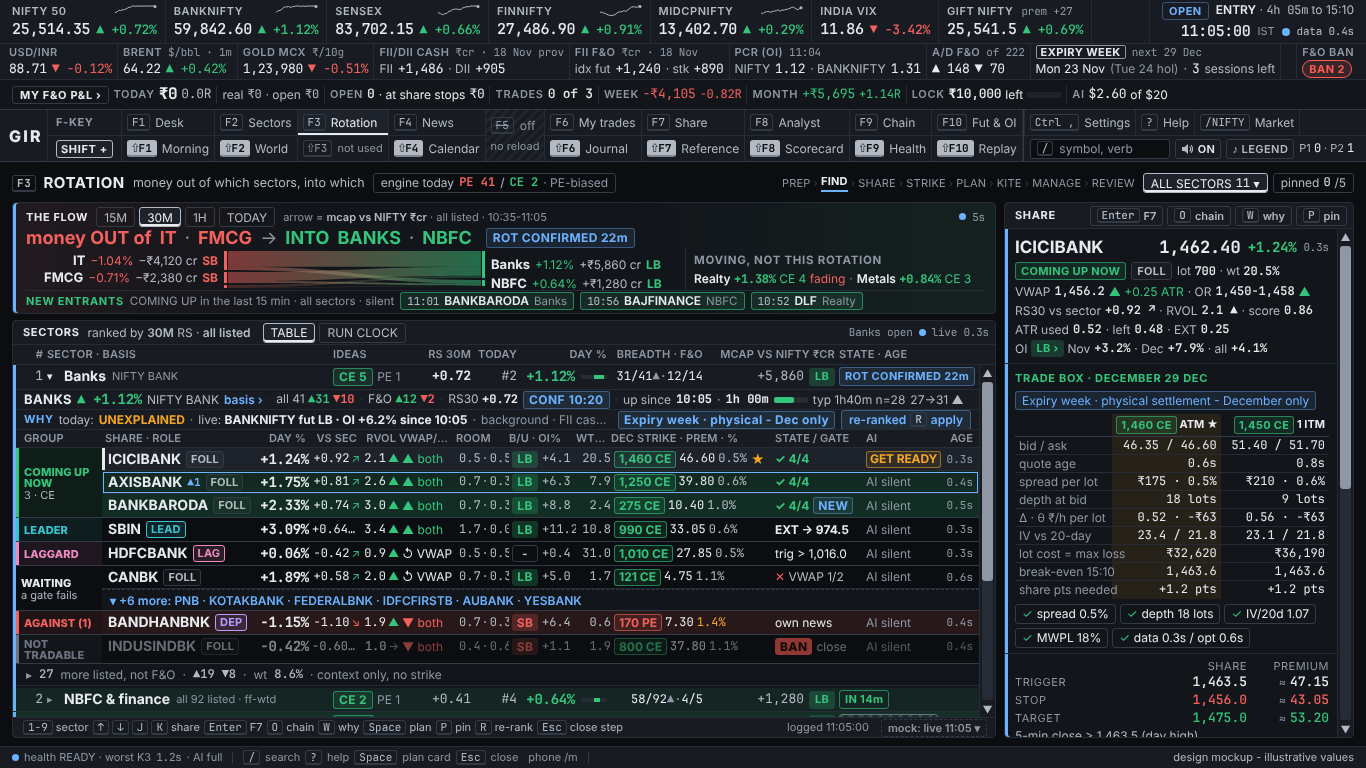 NIFTY 50 BANKNIFTY SENSEX FINNIFTY MIDCPNIFTY INDIA VIX GIFT NIFTY prem +27 OPEN ENTRY · 4h 05m to 15:10
25,514.35 ▲ +0.72% 59,842.60 ▲ +1.12% 83,702.15 ▲ +0.66% 27,486.90 ▲ +0.91% 13,402.70 ▲ +0.29% 11.86 ▼ -3.42% 25,541.5 ▲ +0.69% 11:05:00 IST ● data 0.4s
USD/INR BRENT $/bbl · 1m GOLD MCX ₹/10g FII/DII CASH ₹cr · 18 Nov prov FII F&O ₹cr · 18 Nov PCR (OI) 11:04 A/D F&O of 222 EXPIRY WEEK next 29 Dec F&O BAN
88.71 ▼ -0.12% 64.22 ▲ +0.42% 1,23,980 ▼ -0.51% FII +1,486 · DII +905 idx fut +1,240 · stk +890 NIFTY 1.12 · BANKNIFTY 1.31 ▲ 148 ▼ 70 Mon 23 Nov (Tue 24 hol) · 3 sessions left BAN 2
MY F&O P&L › TODAY ₹0 0.0R real ₹0 · open ₹0 OPEN 0 · at share stops ₹0 TRADES 0 of 3 WEEK -₹4,105 -0.82R MONTH +₹5,695 +1.14R LOCK ₹10,000 left AI $2.60 of $20
GIR F-KEY F1 Desk F2 Sectors F3 Rotation F4 News F5 off F6 My trades F7 Share F8 Analyst F9 Chain F10 Fut & OI Ctrl , Settings ? Help /NIFTY Market
SHIFT + ⇧F1 Morning ⇧F2 World ⇧F3 not used ⇧F4 Calendar no reload ⇧F6 Journal ⇧F7 Reference ⇧F8 Scorecard ⇧F9 Health ⇧F10 Replay / symbol, verb ON ♪ LEGEND P1 0 · P2 1
F3 ROTATION money out of which sectors, into which engine today PE 41 / CE 2 · PE-biased PREP › FIND › SHARE › STRIKE › PLAN › KITE › MANAGE › REVIEW ALL SECTORS 11 ▾ pinned 0 /5
THE FLOW 15M 30M 1H TODAY arrow = mcap vs NIFTY ₹cr · all listed · 10:35-11:05 ● 5s
money OUT of IT · FMCG → INTO BANKS · NBFC ROT CONFIRMED 22m
IT -1.04% -₹4,120 cr SB Banks +1.12% +₹5,860 cr LB MOVING, NOT THIS ROTATION
FMCG -0.71% -₹2,380 cr SB NBFC +0.64% +₹1,280 cr LB Realty +1.38% CE 4 fading · Metals +0.84% CE 3
NEW ENTRANTS COMING UP in the last 15 min · all sectors · silent 11:01 BANKBARODA Banks 10:56 BAJFINANCE NBFC 10:52 DLF Realty
SECTORS ranked by 30M RS · all listed TABLE RUN CLOCK Banks open ● live 0.3s
# SECTOR · BASIS IDEAS RS 30M TODAY DAY % BREADTH · F&O MCAP VS NIFTY ₹CR STATE · AGE
1 ▾ Banks NIFTY BANK CE 5 PE 1 +0.72 #2 +1.12% 31/41▲·12/14 +5,860 LB ROT CONFIRMED 22m
BANKS ▲ +1.12% NIFTY BANK basis › · all 41 ▲31 ▼10 · F&O ▲12 ▼2 · RS30 +0.72 CONF 10:20 · up since 10:05 · 1h 00m typ 1h40m n=28 27→31 ▲
WHY today: UNEXPLAINED · live: BANKNIFTY fut LB · OI +6.2% since 10:05 · background · FII cas… Expiry week · physical - Dec only re-ranked R apply
GROUP SHARE · ROLE DAY % VS SEC RVOL VWAP/… ROOM B/U · OI% WT… DEC STRIKE · PREM · % STATE / GATE AI AGE
COMING UP NOW 3 · CE ICICIBANK FOLL +1.24% +0.92 ↗ 2.1 ▲ ▲ both 0.5·0.5 LB +4.1 20.5 1,460 CE 46.60 0.5% ★ ✓ 4/4 GET READY 0.3s
AXISBANK ▲1 FOLL +1.75% +0.81 ↗ 2.6 ▲ ▲ both 0.7·0.3 LB +6.3 7.9 1,250 CE 39.80 0.6% ✓ 4/4 AI silent 0.4s
BANKBARODA FOLL +2.33% +0.74 ↗ 3.0 ▲ ▲ both 0.7·0.3 LB +8.8 2.4 275 CE 10.40 1.0% ✓ 4/4 NEW AI silent 0.5s
LEADER SBIN LEAD +3.09% +0.64… 3.4 ▲ ▲ both 1.7·0.6 LB +11.2 10.8 990 CE 33.05 0.6% EXT → 974.5 AI silent 0.3s
LAGGARD HDFCBANK LAG +0.06% -0.42 ↗ 0.9 ▲ VWAP 0.5·0.5 - +0.4 31.0 1,010 CE 27.85 0.5% trig > 1,016.0 AI silent 0.3s
WAITING a gate fails CANBK FOLL +1.89% +0.58 ↗ 2.0 ▲ VWAP 0.7·0.3 LB +5.0 1.7 121 CE 4.75 1.1% ✕ VWAP 1/2 AI silent 0.6s
▾ +6 more: PNB · KOTAKBANK · FEDERALBNK · IDFCFIRSTB · AUBANK · YESBANK
AGAINST (1) BANDHANBNK DEP -1.15% -1.10 ↘ 1.9 ▲ ▼ both 0.7·0.3 SB +6.4 0.6 170 PE 7.30 1.4% own news AI silent 0.4s
NOT TRADABLE INDUSINDBK FOLL -0.42% -0.60… 1.0 → ▼ both 0.4·0.6 SB +1.1 1.9 800 CE 37.80 1.1% BAN close AI silent 0.4s
▸ 27 more listed, not F&O · ▲19 ▼8 · wt 8.6% · context only, no strike
2 ▸ NBFC & finance all 92 listed · ff-wtd CE 2 PE 1 +0.41 #4 +0.64% 58/92▲·4/5 +1,280 LB IN 14m
1-9 sector ↑ ↓ J K share Enter F7 O chain W why Space plan P pin R re-rank Esc close step logged 11:05:00 mock: live 11:05 ▾
SHARE Enter F7 O chain W why P pin
ICICIBANK 1,462.40 +1.24% 0.3s
COMING UP NOW FOLL lot 700 · wt 20.5%
VWAP 1,456.2 ▲ +0.25 ATR · OR 1,450-1,458 ▲
RS30 vs sector +0.92 ↗ · RVOL 2.1 ▲ · score 0.86
ATR used 0.52 · left 0.48 · EXT 0.25
OI LB › Nov +3.2% · Dec +7.9% · all +4.1%
TRADE BOX · DECEMBER 29 DEC
Expiry week · physical settlement - December only
1,460 CE ATM ★ 1,450 CE 1 ITM
bid / ask 46.35 / 46.60 51.40 / 51.70
quote age 0.6s 0.8s
spread per lot ₹175 · 0.5% ₹210 · 0.6%
depth at bid 18 lots 9 lots
Δ · θ ₹/h per lot 0.52 · -₹63 0.56 · -₹63
IV vs 20-day 23.4 / 21.8 23.1 / 21.8
lot cost = max loss ₹32,620 ₹36,190
break-even 15:10 1,463.6 1,463.6
share pts needed +1.2 pts +1.2 pts
✓ spread 0.5% ✓ depth 18 lots ✓ IV/20d 1.07
✓ MWPL 18% ✓ data 0.3s / opt 0.6s
SHARE PREMIUM
TRIGGER 1,463.5 ≈ 47.15
STOP 1,456.0 ≈ 43.05
TARGET 1,475.0 ≈ 53.20
5-min close > 1,463.5 (day high)
● health READY · worst K3 1.2s · AI full / search ? help Space plan card Esc close phone /m design mockup - illustrative values